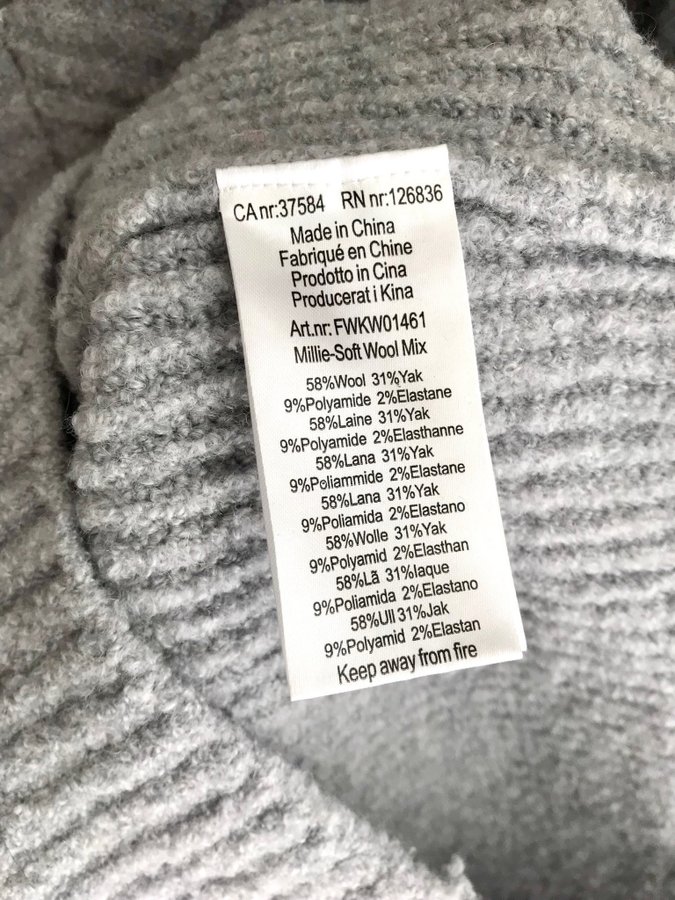 CA nr:37584 RN nr:126836
Made in China
Fabriqué en Chine
Prodotto in Cina
Producerat i Kina
Art.nr: FWKW01461
Millie-Soft Wool Mix
58%Wool 31%Yak
9%Polyamide 2%Elastane
58%Laine 31%Yak
9%Polyamide 2%Elasthanne
58%Lana 31%Yak
9%Poliammide 2%Elastane
58%Lana 31%Yak
9%Poliamida 2%Elastano
58%Wolle 31%Yak
9%Polyamid 2%Elasthan
58%Lã 31%Iaque
9%Poliamida 2%Elastano
58%Ull 31%Jak
9%Polyamid 2%Elastan
Keep away from fire